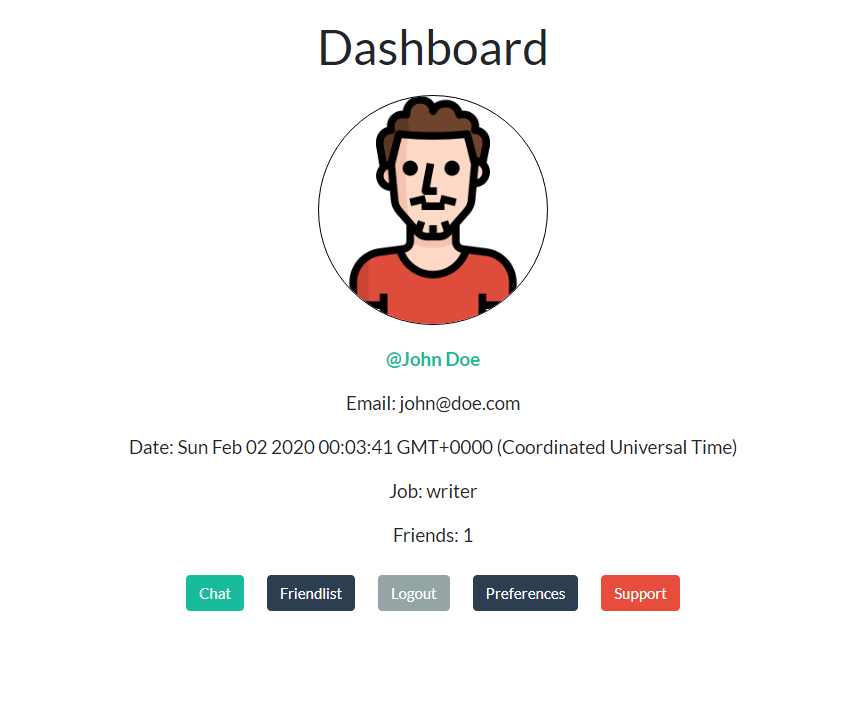 Dashboard
@John Doe
Email: john@doe.com
Date: Sun Feb 02 2020 00:03:41 GMT+0000 (Coordinated Universal Time)
Job: writer
Friends: 1
Chat Friendlist Logout Preferences Support